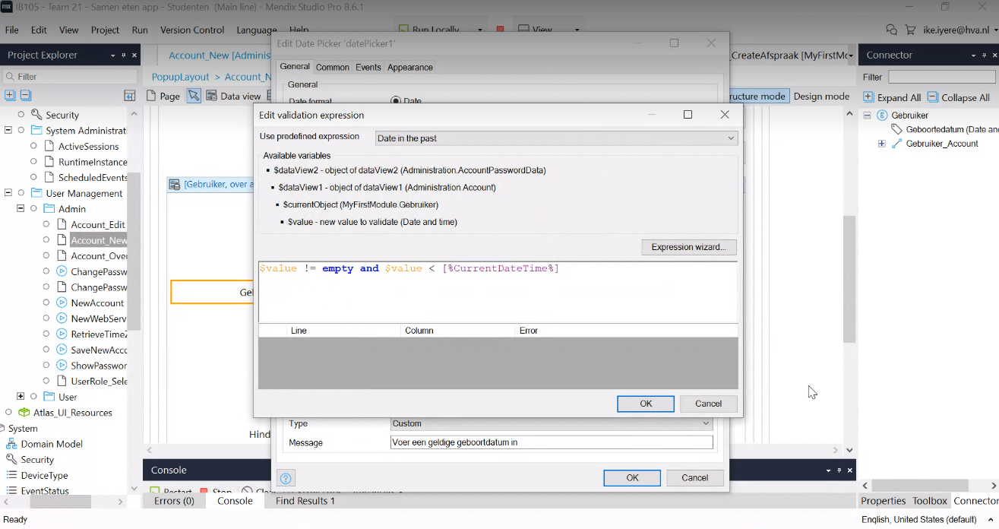 IB105 - Team 21 - Samen eten app - Studenten (Main line) - Mendix Studio Pro 8.6.1
File Edit View Project Run Version Control Language Help
Run Locally
View
ike.iyere@hva.nl
Project Explorer
Filter
Security
System Administrati
ActiveSessions
RuntimeInstance
ScheduledEvents
User Management
Admin
Account_Edit
Account_New
Account_Over
ChangePassw
ChangePassw
NewAccount
NewWebServ
RetrieveTimeZ
SaveNewAcco
ShowPasswor
UserRole_Sele
User
Atlas_UI_Resources
System
Domain Model
Security
DeviceType
EventStatus
Account_New [Adminis
_CreateAfspraak [MyFirstMo
PopupLayout > Account_N
Page
Data view
ructure mode
Design mode
[Gebruiker, over a
Gel
Hind
Edit Date Picker 'datePicker1'
General Common Events Appearance
General
Date format
Date
Edit validation expression
Use predefined expression
Date in the past
Available variables
$dataView2 - object of dataView2 (Administration.AccountPasswordData)
$dataView1 - object of dataView1 (Administration.Account)
$currentObject (MyFirstModule.Gebruiker)
$value - new value to validate (Date and time)
Expression wizard...
$value != empty and $value < [%CurrentDateTime%]
Line Column Error
OK Cancel
Type
Custom
Message
Voer een geldige geboortdatum in
OK Cancel
Connector
Filter
Expand All
Collapse All
Gebruiker
Geboortedatum (Date an
Gebruiker_Account
Console
Restart
Stop
Errors (0)
Console
Find Results 1
Properties
Toolbox
Connector
Ready
English, United States (default)